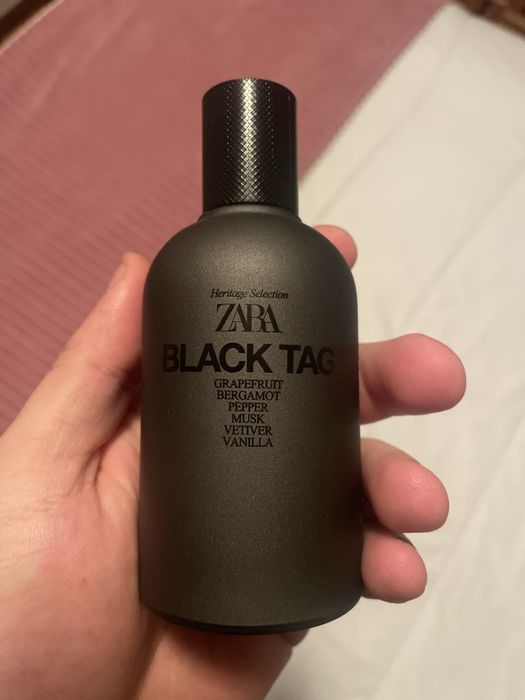 Heritage Selection
ZARA
BLACK TAG
GRAPEFRUIT
BERGAMOT
PEPPER
MUSK
VETIVER
VANILLA